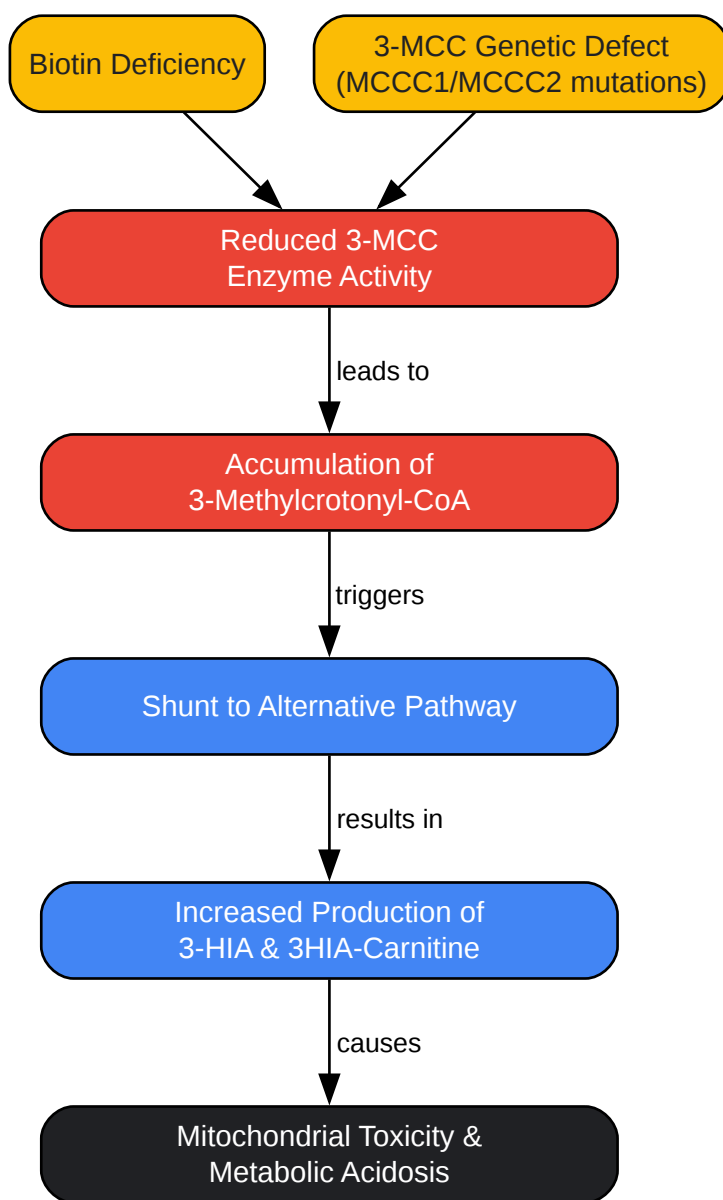 Biotin Deficiency
3-MCC Genetic Defect
(MCCC1/MCCC2 mutations)
Reduced 3-MCC
Enzyme Activity
leads to
Accumulation of
3-Methylcrotonyl-CoA
triggers
Shunt to Alternative Pathway
results in
Increased Production of
3-HIA & 3HIA-Carnitine
causes
Mitochondrial Toxicity &
Metabolic Acidosis